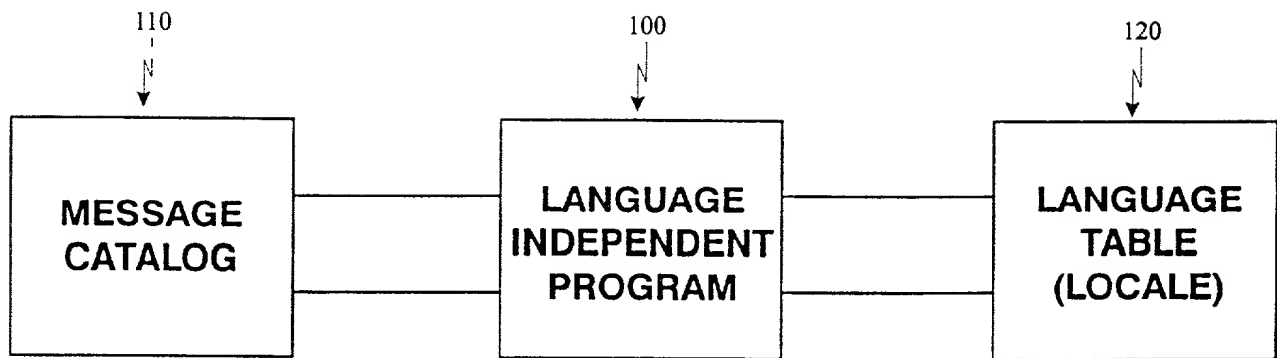 110
100
120
MESSAGE
CATALOG
LANGUAGE
INDEPENDENT
PROGRAM
LANGUAGE
TABLE
(LOCALE)